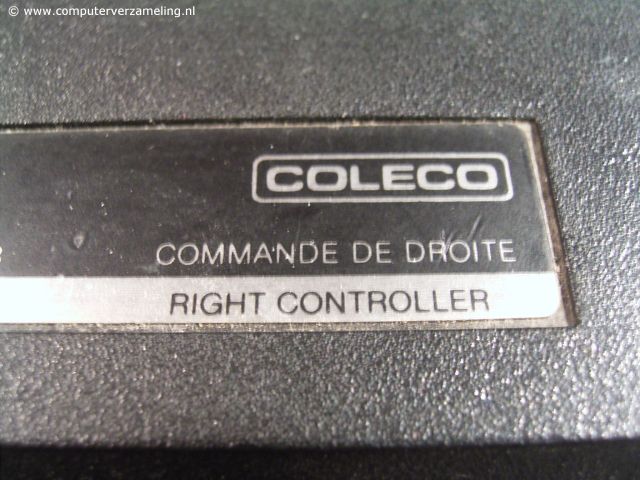 © www.computerverzameling.nl
COLECO
COMMANDE DE DROITE
RIGHT CONTROLLER